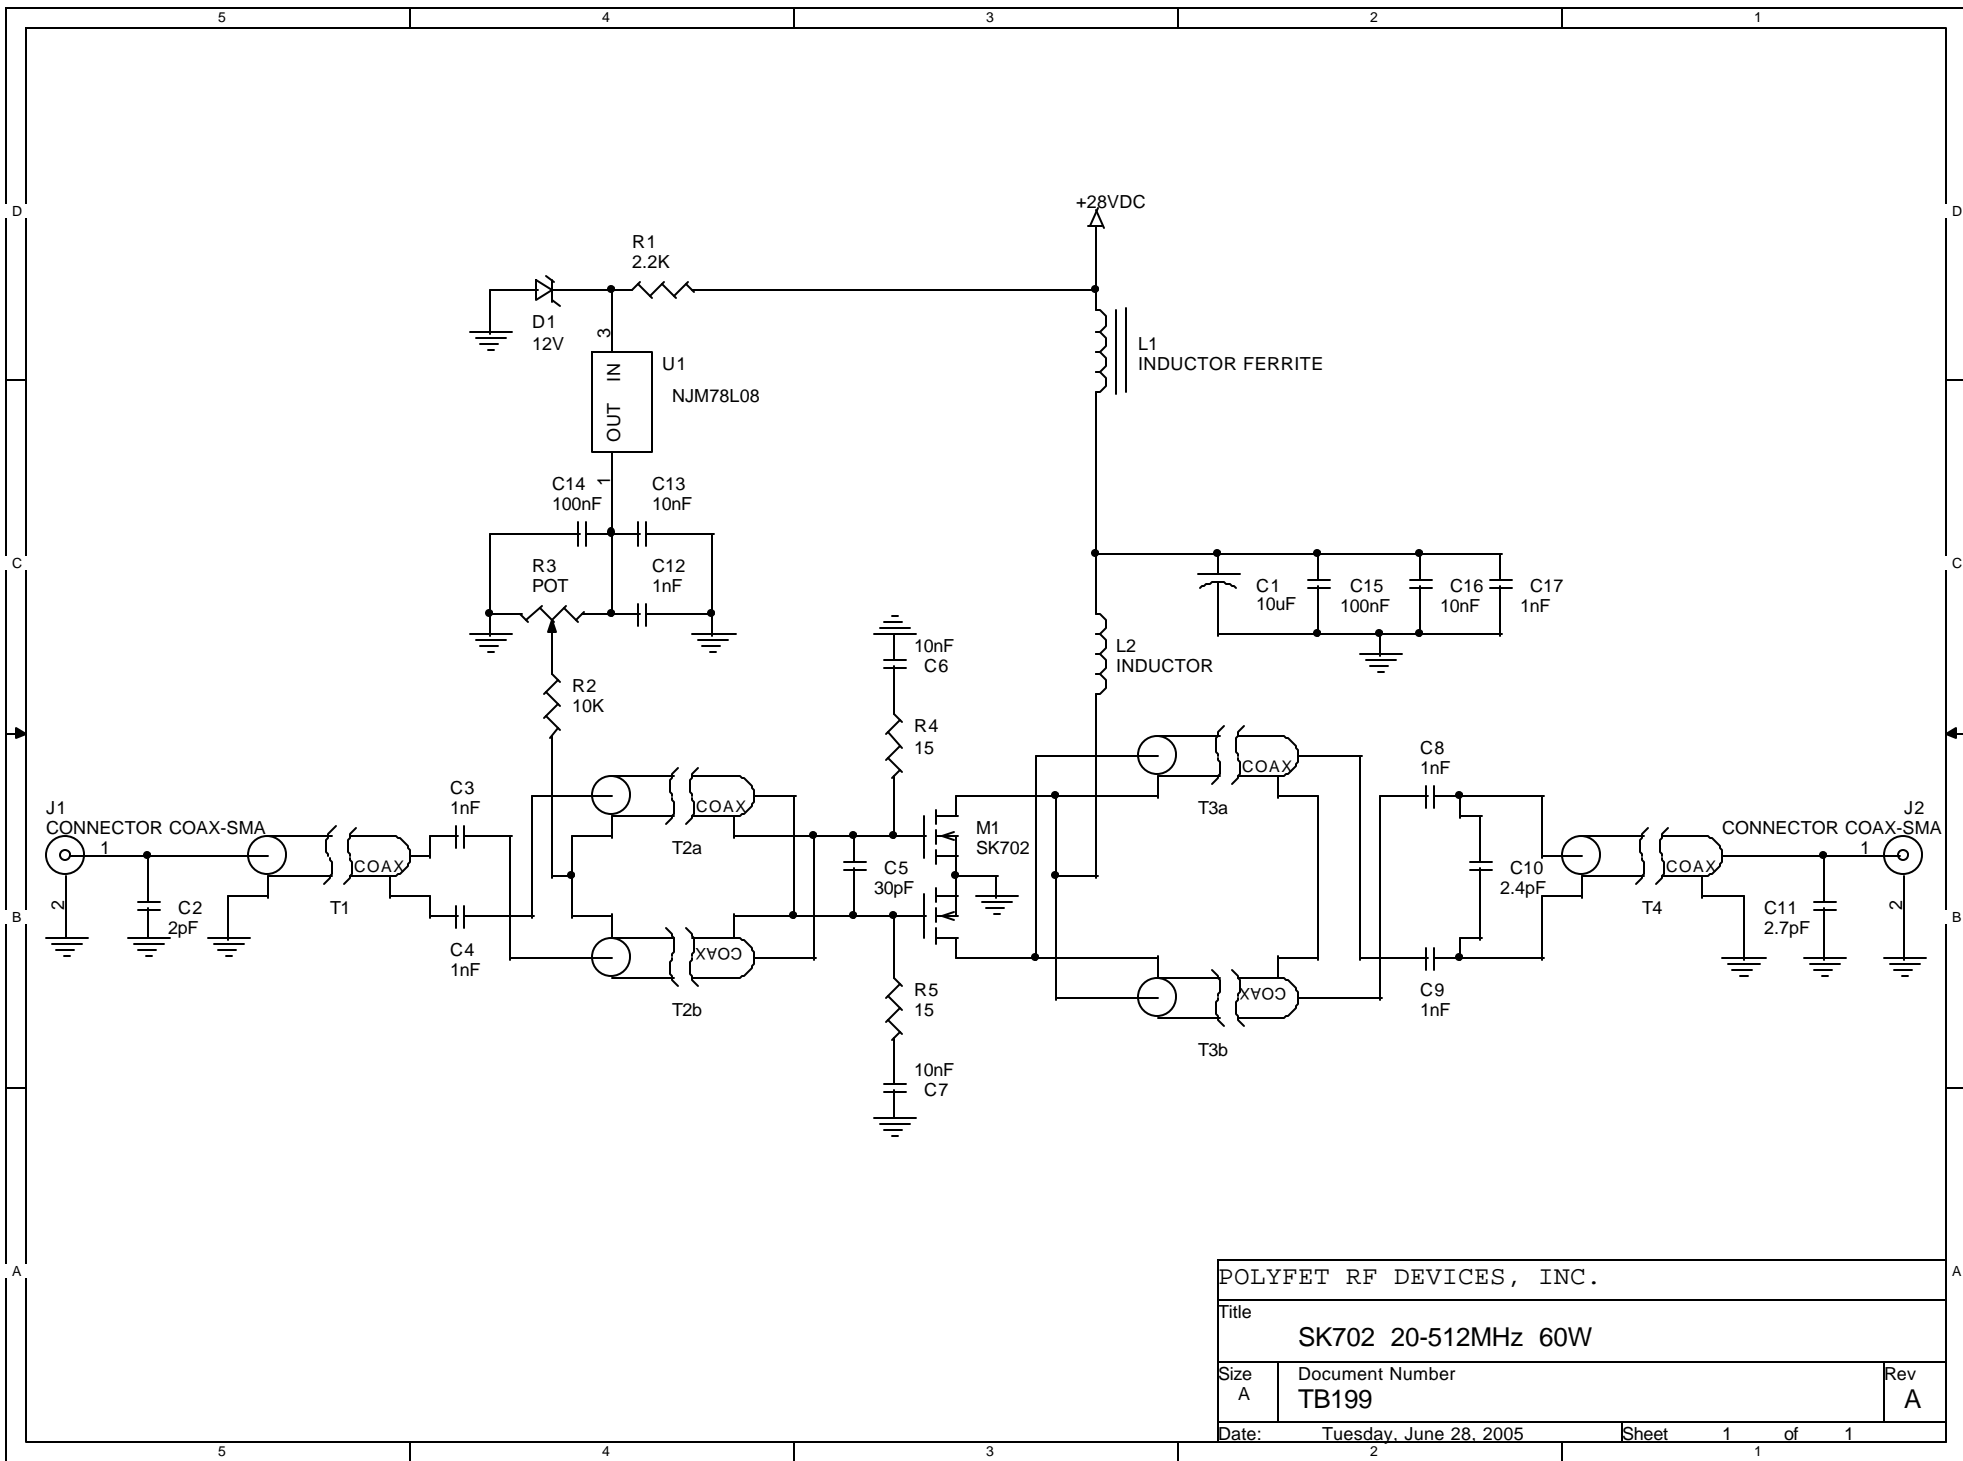 5 4 3 2 1
D D
+28VDC
R1
2.2K
D1
12V
3
IN
OUT
U1
NJM78L08
1
L1
INDUCTOR FERRITE
C14
100nF
C13
10nF
C C
R3
POT
C12
1nF
C1
10uF
C15
100nF
C16
10nF
C17
1nF
10nF
C6
L2
INDUCTOR
R2
10K
R4
15
J1
CONNECTOR COAX-SMA
1
2
C2
2pF
COAX
T1
C3
1nF
C4
1nF
COAX
T2a
COAX
T2b
C5
30pF
M1
SK702
R5
15
10nF
C7
COAX
T3a
COAX
T3b
C8
1nF
C9
1nF
C10
2.4pF
COAX
T4
C11
2.7pF
J2
CONNECTOR COAX-SMA
1
2
B B
A A
POLYFET RF DEVICES, INC.
Title
SK702 20-512MHz 60W
Size
A
Document Number
TB199
Rev
A
Date: Tuesday, June 28, 2005 Sheet 1 of 1
5 4 3 2 1